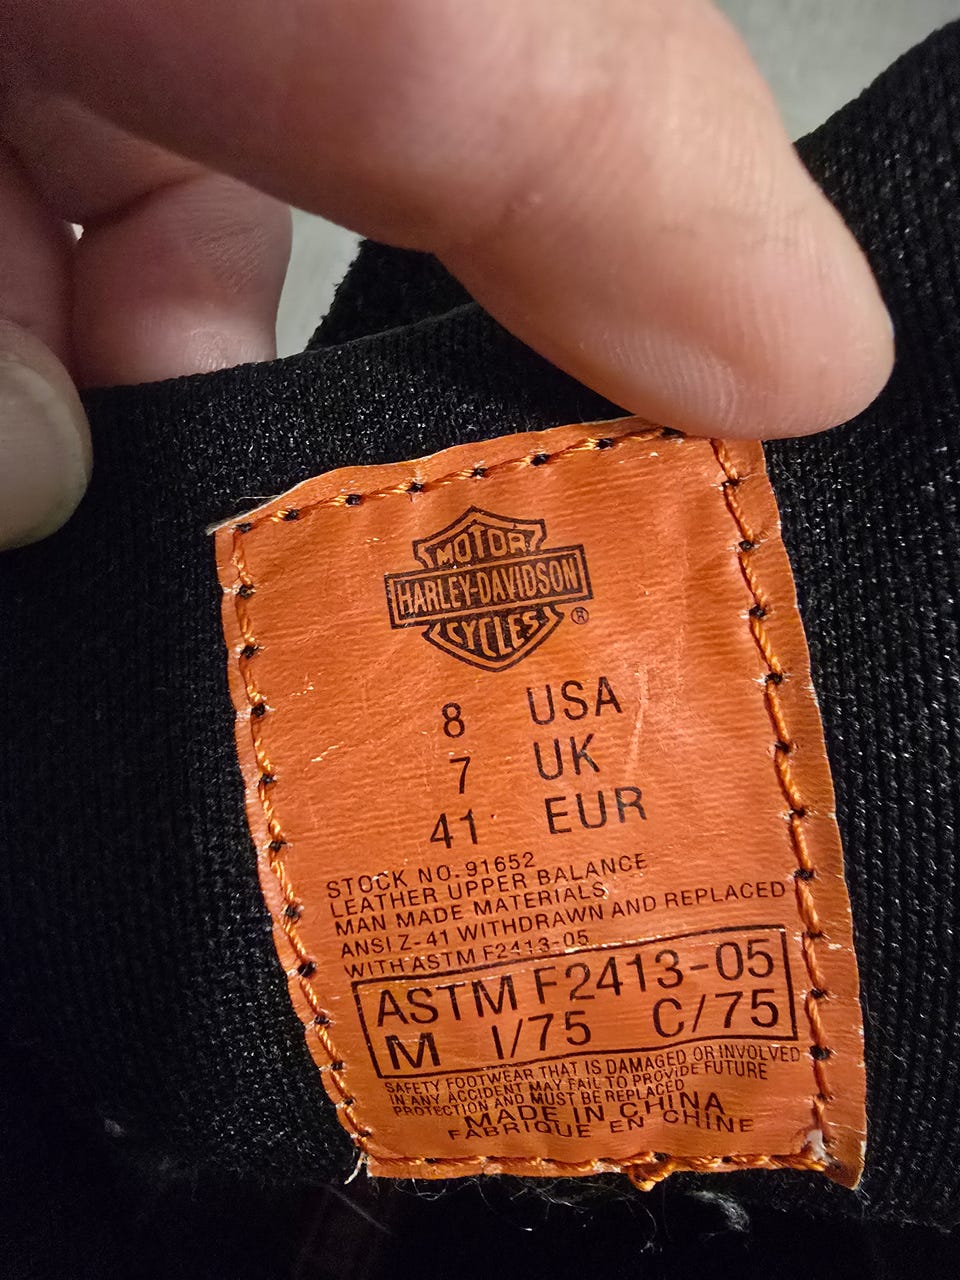 MOTOR
HARLEY-DAVIDSON
CYCLES ®
8 USA
7 UK
41 EUR
STOCK NO. 91652
LEATHER UPPER BALANCE
MAN MADE MATERIALS
ANSI Z-41 WITHDRAWN AND REPLACED
WITH ASTM F2413-05
ASTM F2413-05
M I/75 C/75
SAFETY FOOTWEAR THAT IS DAMAGED OR INVOLVED
IN ANY ACCIDENT MAY FAIL TO PROVIDE FUTURE
PROTECTION AND MUST BE REPLACED
MADE IN CHINA
FABRIQUE EN CHINE